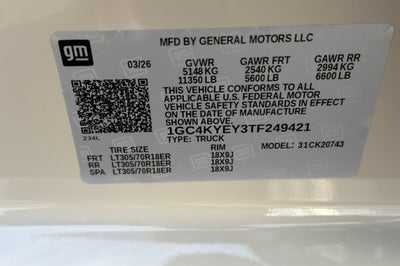 gm
MFD BY GENERAL MOTORS LLC
03/26 GVWR GAWR FRT GAWR RR
5148 KG 2540 KG 2994 KG
11350 LB 5600 LB 6600 LB
THIS VEHICLE CONFORMS TO ALL
APPLICABLE U.S. FEDERAL MOTOR
VEHICLE SAFETY STANDARDS IN EFFECT
ON THE DATE OF MANUFACTURE
SHOWN ABOVE.
1GC4KYEY3TF249421
TYPE: TRUCK
234L
TIRE SIZE RIM MODEL: 31CK20743
FRT LT305/70R18ER 18X9J
RR LT305/70R18ER 18X9J
SPA LT305/70R18ER 18X9J